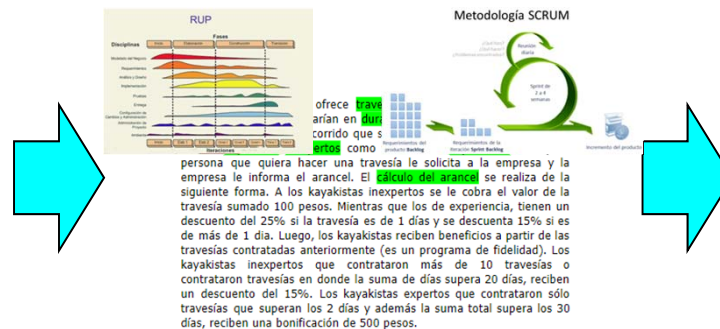 RUP
Fases
Disciplinas
Inicio Elaboración Construcción Transición
Modelado del Negocio
Requerimientos
Análisis y Diseño
Implementación
Pruebas
Entrega
Configuración de
Cambios y Administración
Administración de
Proyecto
Ambiente
Iteraciones
Metodología SCRUM
Reunión
diaria
Sprint de
2 a 4
semanas
Requerimientos del
producto Backlog
Requerimientos de la
Iteración Sprint Backlog
Incremento del producto
ofrece trave
arían en dura
corrido que s
ertos como
persona que quiera hacer una travesía le solicita a la empresa y la
empresa le informa el arancel. El cálculo del arancel se realiza de la
siguiente forma. A los kayakistas inexpertos se le cobra el valor de la
travesía sumado 100 pesos. Mientras que los de experiencia, tienen un
descuento del 25% si la travesía es de 1 días y se descuenta 15% si es
de más de 1 dia. Luego, los kayakistas reciben beneficios a partir de las
travesías contratadas anteriormente (es un programa de fidelidad). Los
kayakistas inexpertos que contrataron más de 10 travesías o
contrataron travesías en donde la suma de días supera 20 días, reciben
un descuento del 15%. Los kayakistas expertos que contrataron sólo
travesías que superan los 2 días y además la suma total supera los 30
días, reciben una bonificación de 500 pesos.